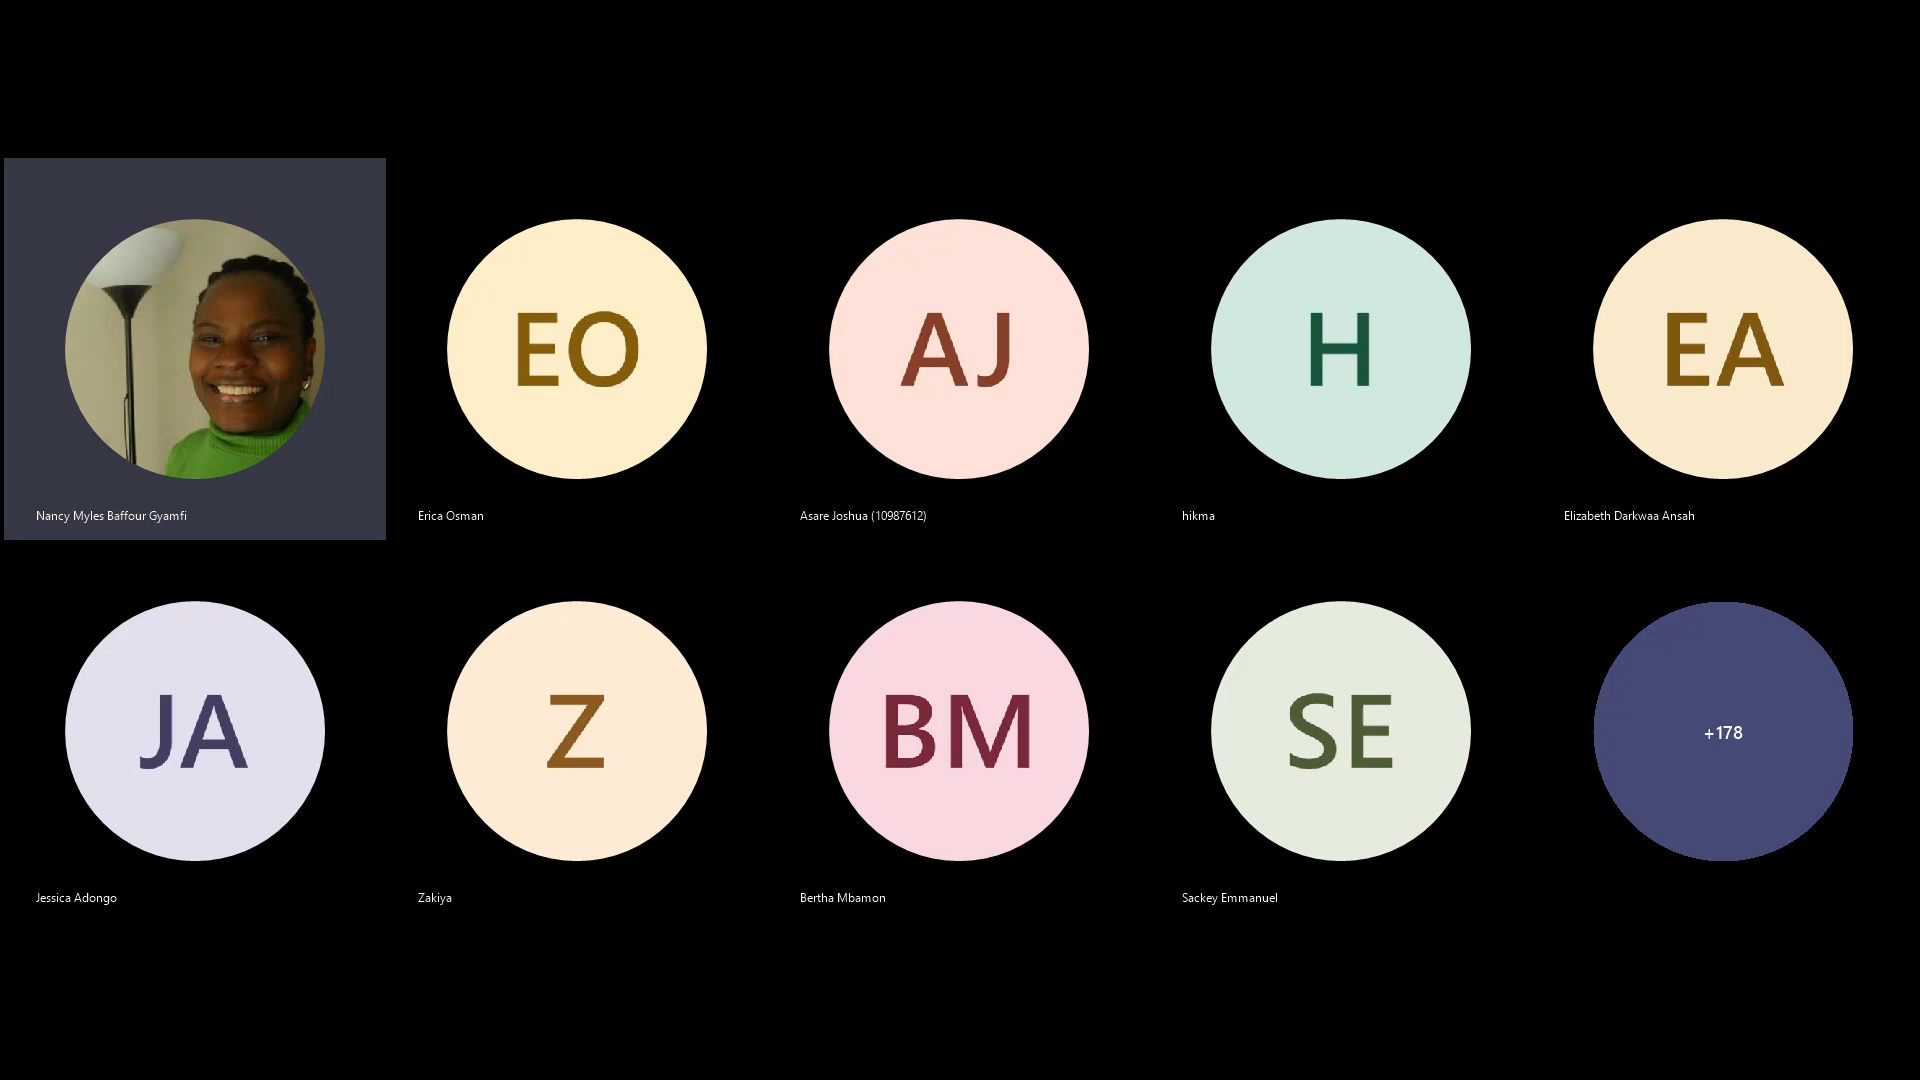 EO
AJ
H
EA
Nancy Myles Baffour Gyamfi
Erica Osman
Asare Joshua (10987612)
hikma
Elizabeth Darkwaa Ansah
JA
Z
BM
SE
+178
Jessica Adongo
Zakiya
Bertha Mbamon
Sackey Emmanuel